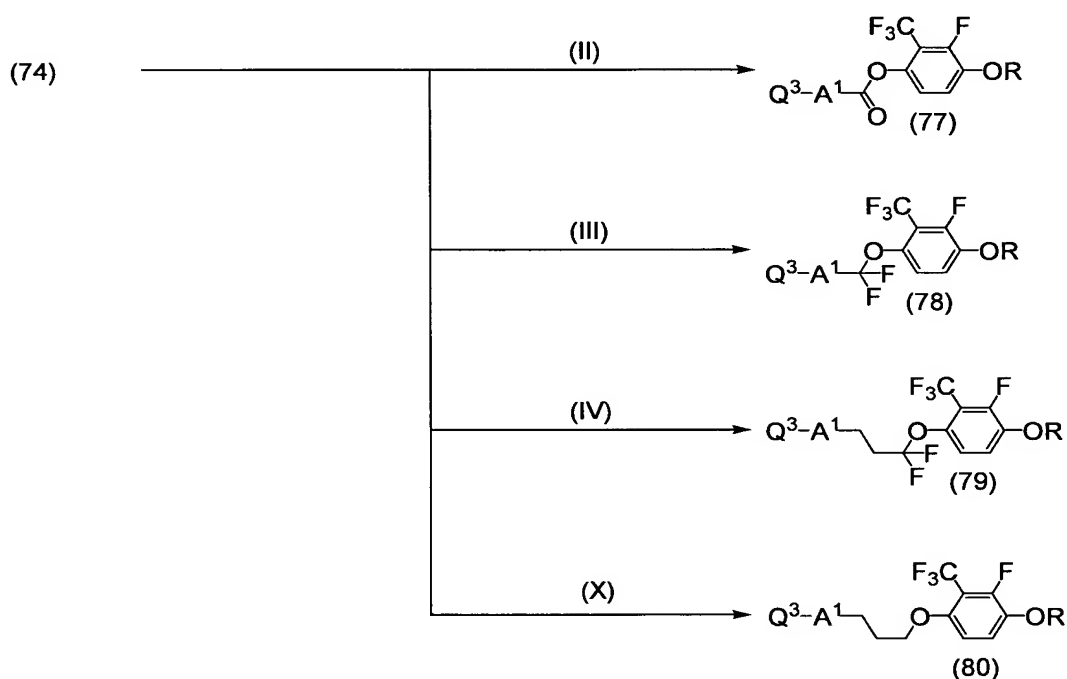 (74)
(II)
F₃C F
O OR
Q³-A¹
O
(77)
(III)
F₃C F
O OR
Q³-A¹ F
F
(78)
(IV)
F₃C F
O OR
Q³-A¹ F
F
(79)
(X)
F₃C F
Q³-A¹ O OR
(80)